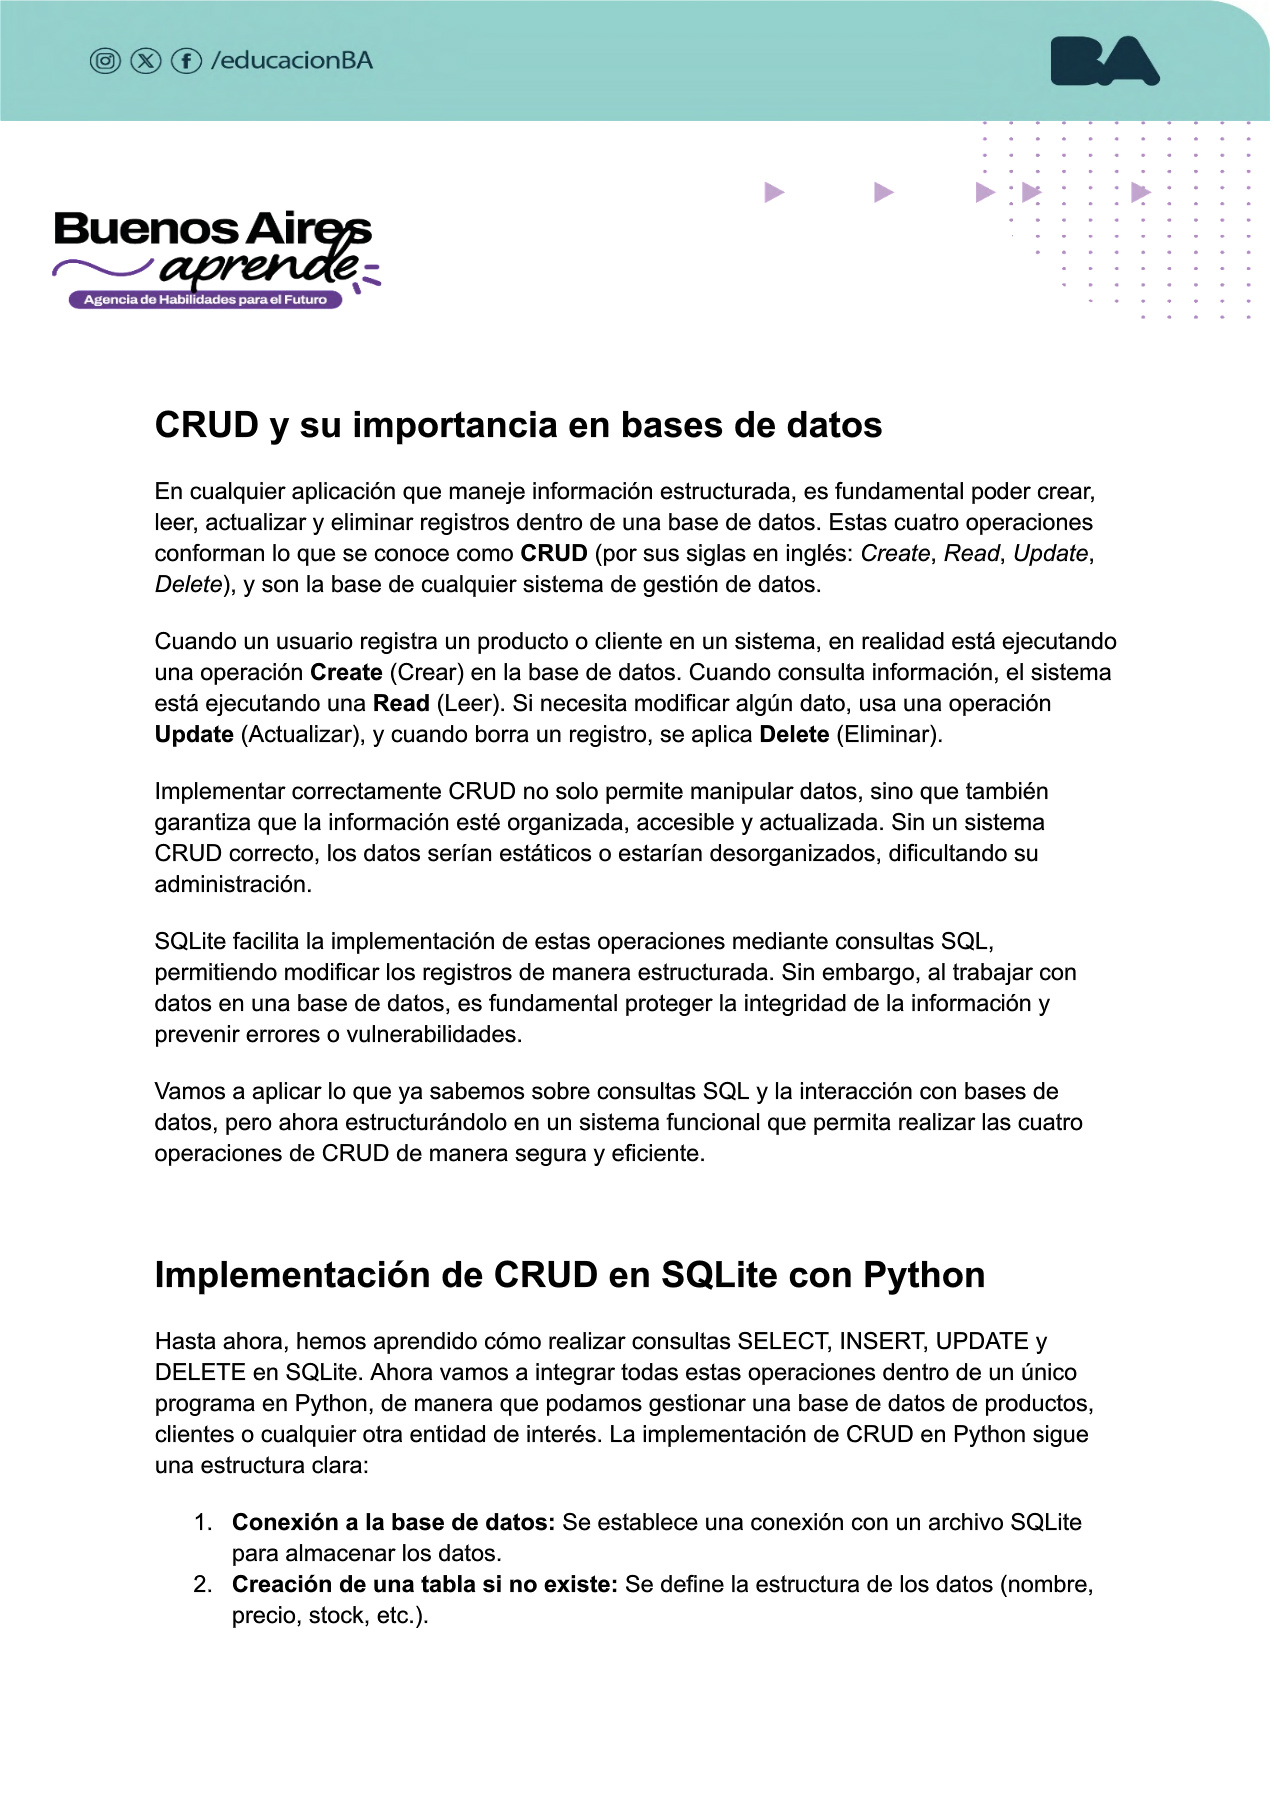 /educacionBA
BA
Buenos Aires
aprende
Agencia de Habilidades para el Futuro
CRUD y su importancia en bases de datos
En cualquier aplicación que maneje información estructurada, es fundamental poder crear,
leer, actualizar y eliminar registros dentro de una base de datos. Estas cuatro operaciones
conforman lo que se conoce como CRUD (por sus siglas en inglés: Create, Read, Update,
Delete), y son la base de cualquier sistema de gestión de datos.
Cuando un usuario registra un producto o cliente en un sistema, en realidad está ejecutando
una operación Create (Crear) en la base de datos. Cuando consulta información, el sistema
está ejecutando una Read (Leer). Si necesita modificar algún dato, usa una operación
Update (Actualizar), y cuando borra un registro, se aplica Delete (Eliminar).
Implementar correctamente CRUD no solo permite manipular datos, sino que también
garantiza que la información esté organizada, accesible y actualizada. Sin un sistema
CRUD correcto, los datos serían estáticos o estarían desorganizados, dificultando su
administración.
SQLite facilita la implementación de estas operaciones mediante consultas SQL,
permitiendo modificar los registros de manera estructurada. Sin embargo, al trabajar con
datos en una base de datos, es fundamental proteger la integridad de la información y
prevenir errores o vulnerabilidades.
Vamos a aplicar lo que ya sabemos sobre consultas SQL y la interacción con bases de
datos, pero ahora estructurándolo en un sistema funcional que permita realizar las cuatro
operaciones de CRUD de manera segura y eficiente.
Implementación de CRUD en SQLite con Python
Hasta ahora, hemos aprendido cómo realizar consultas SELECT, INSERT, UPDATE y
DELETE en SQLite. Ahora vamos a integrar todas estas operaciones dentro de un único
programa en Python, de manera que podamos gestionar una base de datos de productos,
clientes o cualquier otra entidad de interés. La implementación de CRUD en Python sigue
una estructura clara:
1. Conexión a la base de datos: Se establece una conexión con un archivo SQLite
para almacenar los datos.
2. Creación de una tabla si no existe: Se define la estructura de los datos (nombre,
precio, stock, etc.).